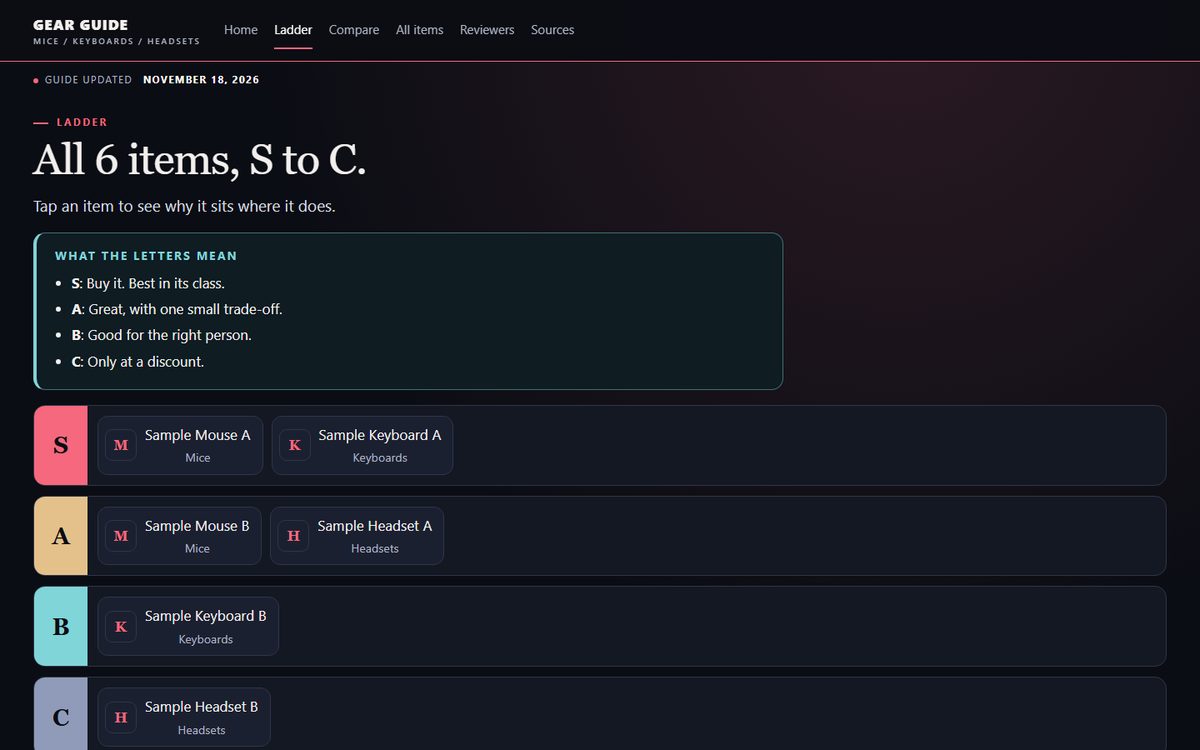 GEAR GUIDE
MICE / KEYBOARDS / HEADSETS
Home Ladder Compare All items Reviewers Sources
GUIDE UPDATED NOVEMBER 18, 2026
LADDER
All 6 items, S to C.
Tap an item to see why it sits where it does.
WHAT THE LETTERS MEAN
• S: Buy it. Best in its class.
• A: Great, with one small trade-off.
• B: Good for the right person.
• C: Only at a discount.
S
M
Sample Mouse A
Mice
K
Sample Keyboard A
Keyboards
A
M
Sample Mouse B
Mice
H
Sample Headset A
Headsets
B
K
Sample Keyboard B
Keyboards
C
H
Sample Headset B
Headsets